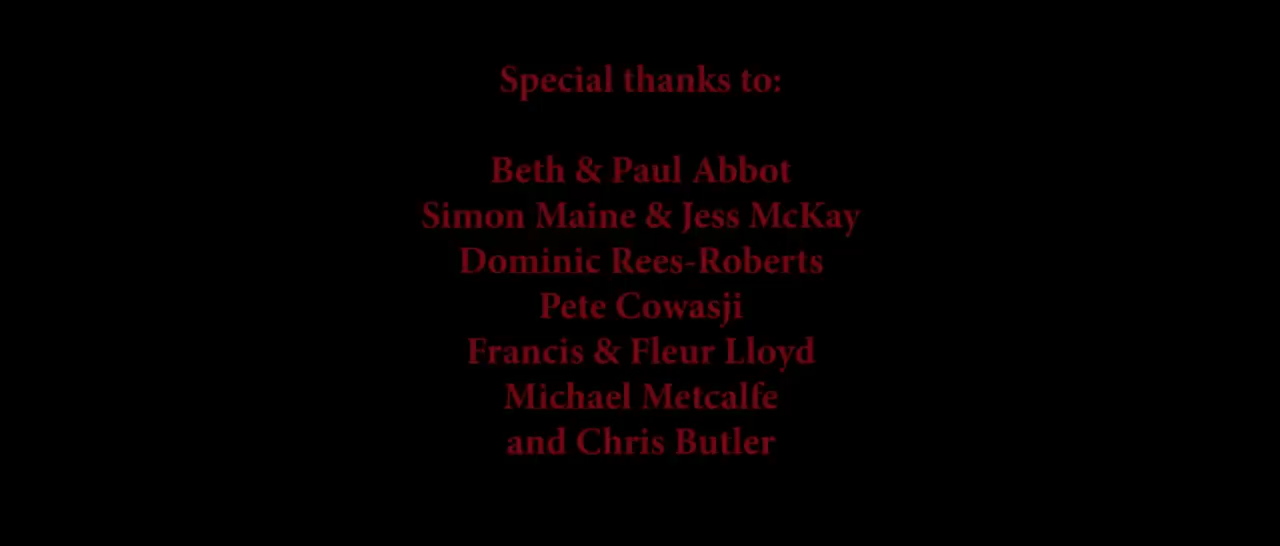 Special thanks to:
Beth & Paul Abbot
Simon Maine & Jess McKay
Dominic Rees-Roberts
Pete Cowasji
Francis & Fleur Lloyd
Michael Metcalfe
and Chris Butler